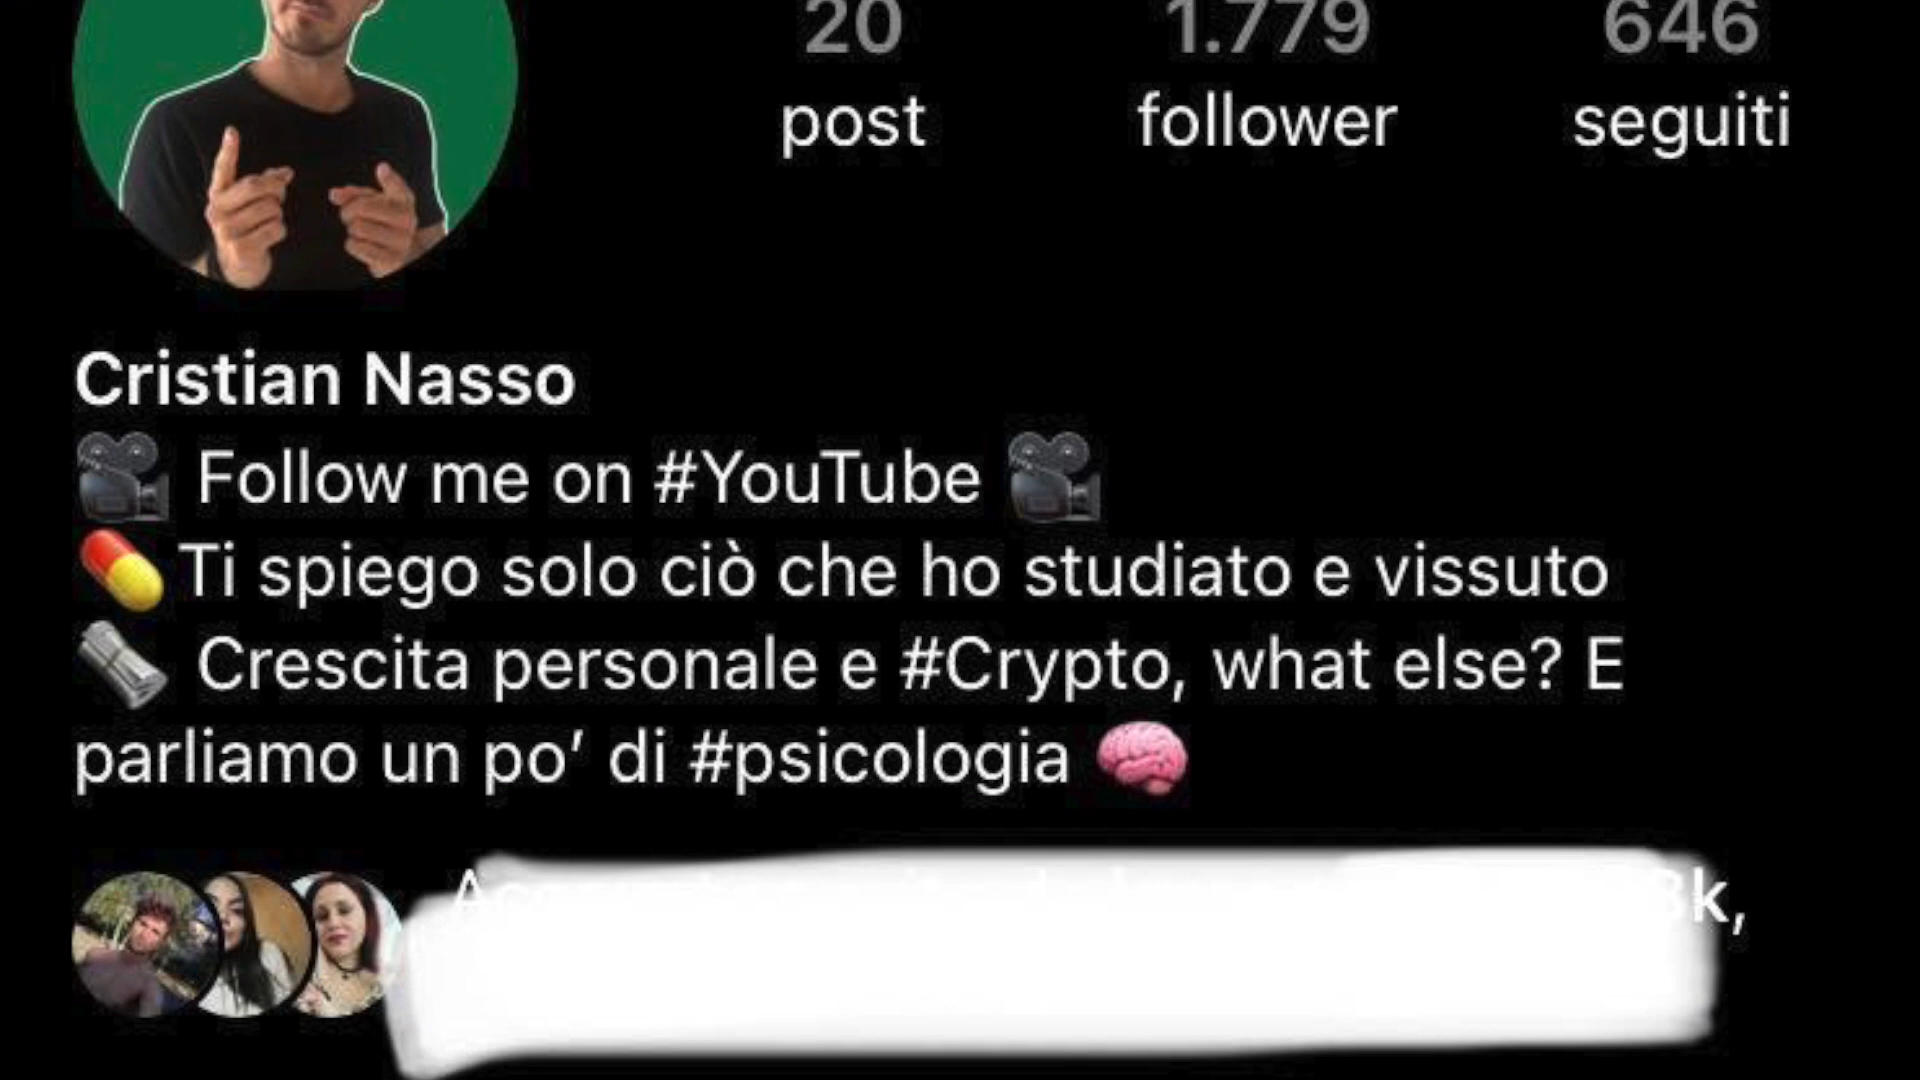 20 1.779 646
post follower seguiti
Cristian Nasso
🎥 Follow me on #YouTube 🎥
💊Ti spiego solo ciò che ho studiato e vissuto
🗞 Crescita personale e #Crypto, what else? E
parliamo un po’ di #psicologia 🧠